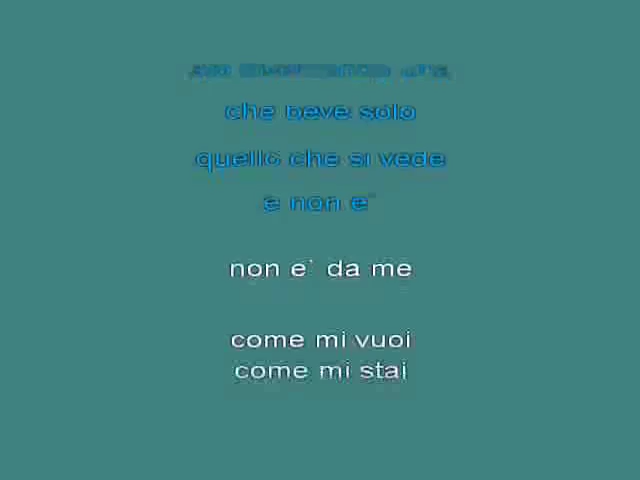 che beve solo
quello che si vede
e non e`
non e` da me
come mi vuoi
come mi stai